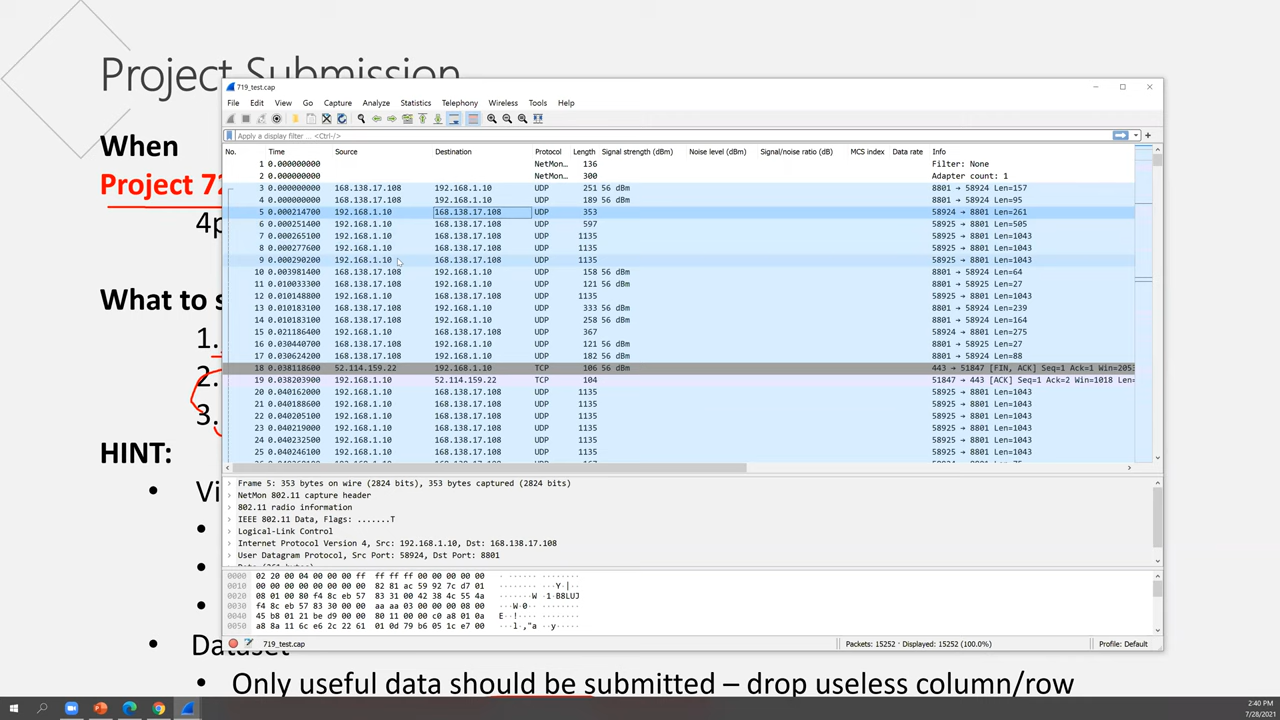 Project Submission
When
Project 72
4p
What to s
1.
2.
3.
HINT:
• Vi
•
•
•
• Dataset
• Only useful data should be submitted – drop useless column/row
719_test.cap
File Edit View Go Capture Analyze Statistics Telephony Wireless Tools Help
Apply a display filter ... <Ctrl-/>
No. Time Source Destination Protocol Length Signal strength (dBm) Noise level (dBm) Signal/noise ratio (dB) MCS index Data rate Info
1 0.000000000 NetMon… 136 Filter: None
2 0.000000000 NetMon… 300 Adapter count: 1
3 0.000000000 168.138.17.108 192.168.1.10 UDP 251 56 dBm 8801 → 58924 Len=157
4 0.000000000 168.138.17.108 192.168.1.10 UDP 189 56 dBm 8801 → 58924 Len=95
5 0.000214700 192.168.1.10 168.138.17.108 UDP 353 58924 → 8801 Len=261
6 0.000251400 192.168.1.10 168.138.17.108 UDP 597 58925 → 8801 Len=505
7 0.000265100 192.168.1.10 168.138.17.108 UDP 1135 58925 → 8801 Len=1043
8 0.000277600 192.168.1.10 168.138.17.108 UDP 1135 58925 → 8801 Len=1043
9 0.000290200 192.168.1.10 168.138.17.108 UDP 1135 58925 → 8801 Len=1043
10 0.003981400 168.138.17.108 192.168.1.10 UDP 158 56 dBm 8801 → 58924 Len=64
11 0.010033300 168.138.17.108 192.168.1.10 UDP 121 56 dBm 8801 → 58924 Len=27
12 0.010148800 192.168.1.10 168.138.17.108 UDP 1135 58925 → 8801 Len=1043
13 0.010183100 168.138.17.108 192.168.1.10 UDP 333 56 dBm 8801 → 58924 Len=239
14 0.010183100 168.138.17.108 192.168.1.10 UDP 258 56 dBm 8801 → 58924 Len=164
15 0.021186400 192.168.1.10 168.138.17.108 UDP 367 58924 → 8801 Len=275
16 0.030440700 168.138.17.108 192.168.1.10 UDP 121 56 dBm 8801 → 58924 Len=27
17 0.030624200 168.138.17.108 192.168.1.10 UDP 182 56 dBm 8801 → 58924 Len=88
18 0.038118600 52.114.159.22 192.168.1.10 TCP 106 56 dBm 443 → 51847 [FIN, ACK] Seq=1 Ack=1 Win=2053
19 0.038203900 192.168.1.10 52.114.159.22 TCP 104 51847 → 443 [ACK] Seq=1 Ack=2 Win=1018 Len=
20 0.040162000 192.168.1.10 168.138.17.108 UDP 1135 58925 → 8801 Len=1043
21 0.040188600 192.168.1.10 168.138.17.108 UDP 1135 58925 → 8801 Len=1043
22 0.040205100 192.168.1.10 168.138.17.108 UDP 1135 58925 → 8801 Len=1043
23 0.040219000 192.168.1.10 168.138.17.108 UDP 1135 58925 → 8801 Len=1043
24 0.040232500 192.168.1.10 168.138.17.108 UDP 1135 58925 → 8801 Len=1043
25 0.040246100 192.168.1.10 168.138.17.108 UDP 1135 58925 → 8801 Len=1043
Frame 5: 353 bytes on wire (2824 bits), 353 bytes captured (2824 bits)
NetMon 802.11 capture header
802.11 radio information
IEEE 802.11 Data, Flags: .......T
Logical-Link Control
Internet Protocol Version 4, Src: 192.168.1.10, Dst: 168.138.17.108
User Datagram Protocol, Src Port: 58924, Dst Port: 8801
0000 02 20 00 04 00 00 00 ff ff ff ff 00 00 00 00 00
0010 00 00 00 00 00 00 00 00 82 81 ac 59 92 7c d7 01
0020 08 01 00 80 f4 8c eb 57 83 31 00 42 38 4c 55 4a
0030 f4 8c eb 57 83 30 00 00 aa aa 03 00 00 00 08 00
0040 45 b8 01 21 be d9 00 00 80 11 00 00 c0 a8 01 0a
0050 a8 8a 11 6c e6 2c 22 61 01 0d 79 b6 05 1c e7 00
719_test.cap
Packets: 15252 · Displayed: 15252 (100.0%)
Profile: Default
2:40 PM
7/28/2021